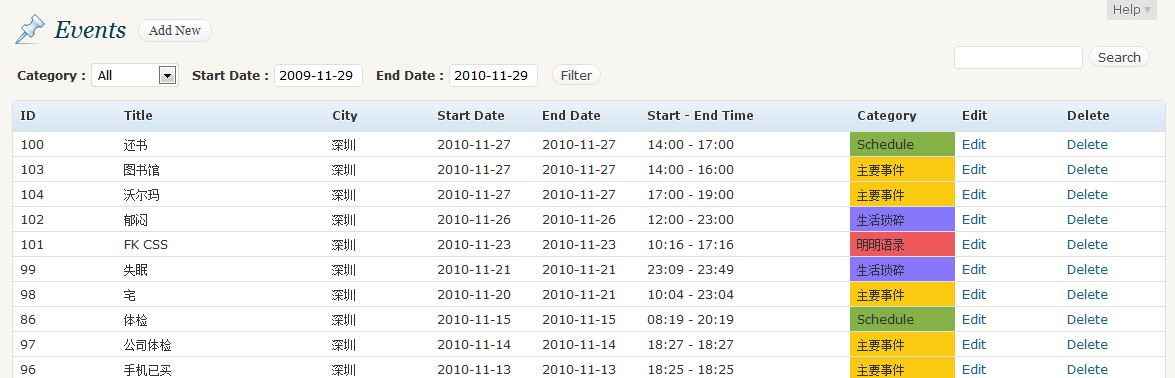 Help
Events Add New
Search
Category : All Start Date : 2009-11-29 End Date : 2010-11-29 Filter
ID Title City Start Date End Date Start - End Time Category Edit Delete
100 还书 深圳 2010-11-27 2010-11-27 14:00 - 17:00 Schedule Edit Delete
103 图书馆 深圳 2010-11-27 2010-11-27 14:00 - 16:00 主要事件 Edit Delete
104 沃尔玛 深圳 2010-11-27 2010-11-27 17:00 - 19:00 主要事件 Edit Delete
102 郁闷 深圳 2010-11-26 2010-11-26 12:00 - 23:00 生活琐碎 Edit Delete
101 FK CSS 深圳 2010-11-23 2010-11-23 10:16 - 17:16 明明语录 Edit Delete
99 失眠 深圳 2010-11-21 2010-11-21 23:09 - 23:49 生活琐碎 Edit Delete
98 宅 深圳 2010-11-20 2010-11-21 10:04 - 23:04 主要事件 Edit Delete
86 体检 深圳 2010-11-15 2010-11-15 08:19 - 20:19 Schedule Edit Delete
97 公司体检 深圳 2010-11-14 2010-11-14 18:27 - 18:27 主要事件 Edit Delete
96 手机已买 深圳 2010-11-13 2010-11-13 18:25 - 18:25 主要事件 Edit Delete